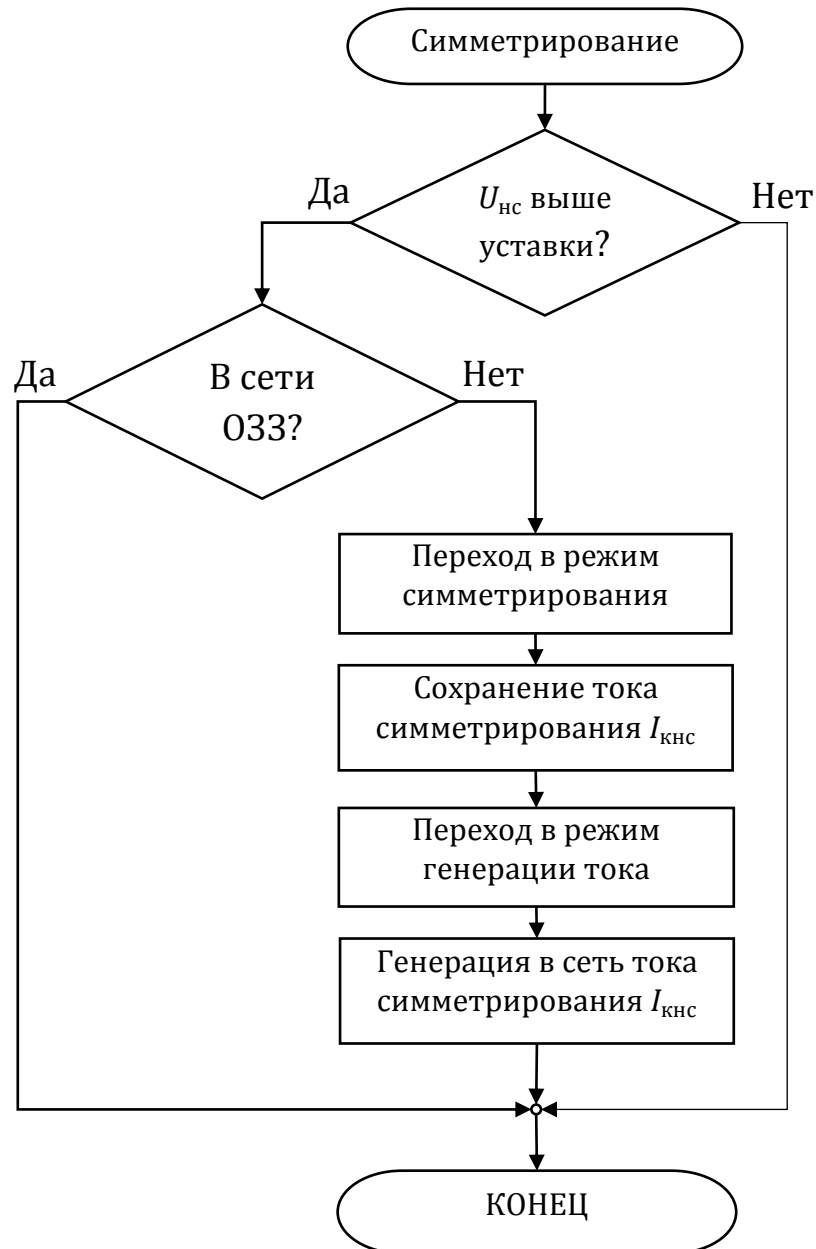 Симметрирование
Да
Uнс выше
уставки?
Нет
Да
В сети
ОЗЗ?
Нет
Переход в режим
симметрирования
Сохранение тока
симметрирования Iкнс
Переход в режим
генерации тока
Генерация в сеть тока
симметрирования Iкнс
КОНЕЦ